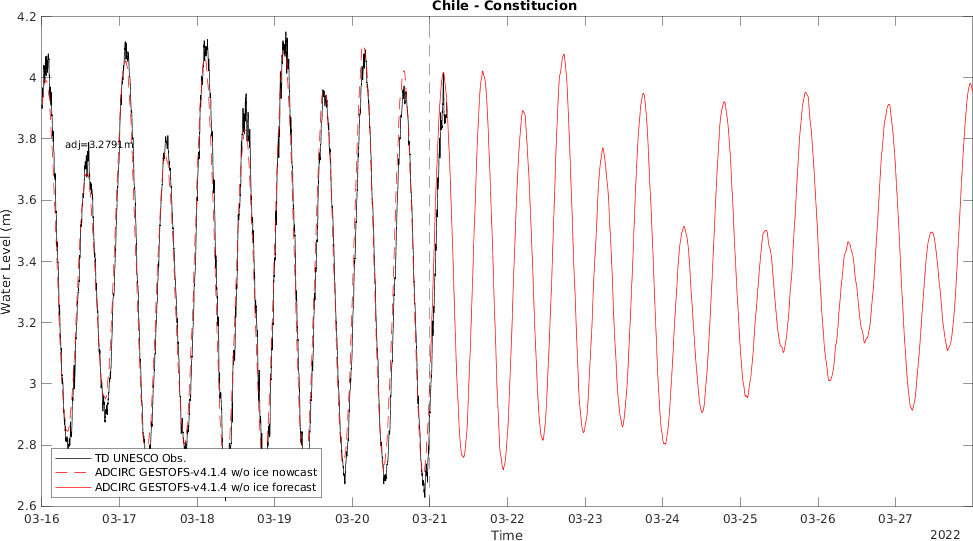 Chile - Constitucion
4.2
4
3.8
3.6
3.4
3.2
3
2.8
2.6
Water Level (m)
adj=3.2791m
TD UNESCO Obs.
ADCIRC GESTOFS-v4.1.4 w/o ice nowcast
ADCIRC GESTOFS-v4.1.4 w/o ice forecast
03-16 03-17 03-18 03-19 03-20 03-21 03-22 03-23 03-24 03-25 03-26 03-27
Time
2022